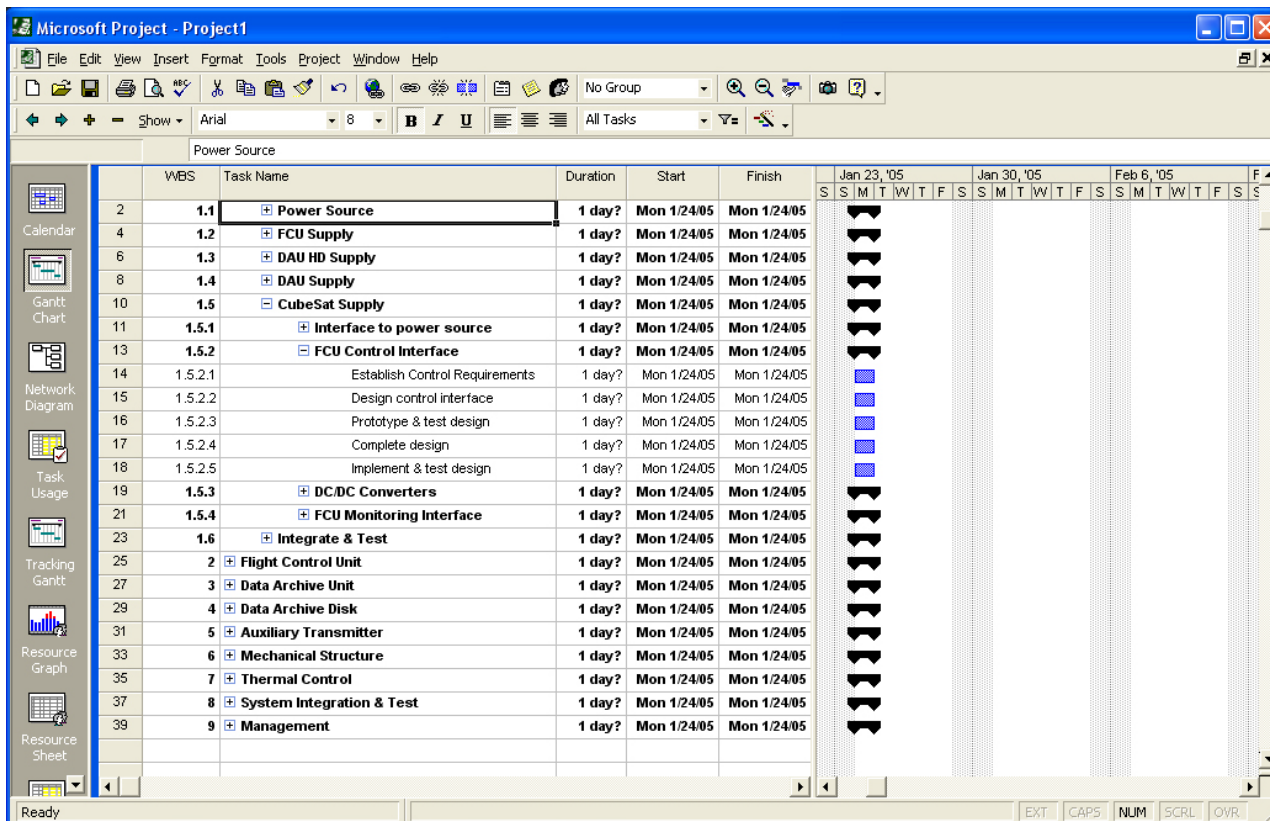 Microsoft Project - Project1
File Edit View Insert Format Tools Project Window Help
No Group
Show Arial 8 B I U All Tasks
Power Source
WBS Task Name Duration Start Finish Jan 23, '05 Jan 30, '05 Feb 6, '05 F
S S M T W T F S S M T W T F S S M T W T F S S
2 1.1 Power Source 1 day? Mon 1/24/05 Mon 1/24/05
Calendar
4 1.2 FCU Supply 1 day? Mon 1/24/05 Mon 1/24/05
6 1.3 DAU HD Supply 1 day? Mon 1/24/05 Mon 1/24/05
8 1.4 DAU Supply 1 day? Mon 1/24/05 Mon 1/24/05
Gantt Chart
10 1.5 CubeSat Supply 1 day? Mon 1/24/05 Mon 1/24/05
11 1.5.1 Interface to power source 1 day? Mon 1/24/05 Mon 1/24/05
13 1.5.2 FCU Control Interface 1 day? Mon 1/24/05 Mon 1/24/05
14 1.5.2.1 Establish Control Requirements 1 day? Mon 1/24/05 Mon 1/24/05
Network Diagram
15 1.5.2.2 Design control interface 1 day? Mon 1/24/05 Mon 1/24/05
16 1.5.2.3 Prototype & test design 1 day? Mon 1/24/05 Mon 1/24/05
17 1.5.2.4 Complete design 1 day? Mon 1/24/05 Mon 1/24/05
18 1.5.2.5 Implement & test design 1 day? Mon 1/24/05 Mon 1/24/05
Task Usage
19 1.5.3 DC/DC Converters 1 day? Mon 1/24/05 Mon 1/24/05
21 1.5.4 FCU Monitoring Interface 1 day? Mon 1/24/05 Mon 1/24/05
23 1.6 Integrate & Test 1 day? Mon 1/24/05 Mon 1/24/05
25 2 Flight Control Unit 1 day? Mon 1/24/05 Mon 1/24/05
Tracking Gantt
27 3 Data Archive Unit 1 day? Mon 1/24/05 Mon 1/24/05
29 4 Data Archive Disk 1 day? Mon 1/24/05 Mon 1/24/05
31 5 Auxiliary Transmitter 1 day? Mon 1/24/05 Mon 1/24/05
33 6 Mechanical Structure 1 day? Mon 1/24/05 Mon 1/24/05
Resource Graph
35 7 Thermal Control 1 day? Mon 1/24/05 Mon 1/24/05
37 8 System Integration & Test 1 day? Mon 1/24/05 Mon 1/24/05
39 9 Management 1 day? Mon 1/24/05 Mon 1/24/05
Resource Sheet
Ready EXT CAPS NUM SCRL OVR